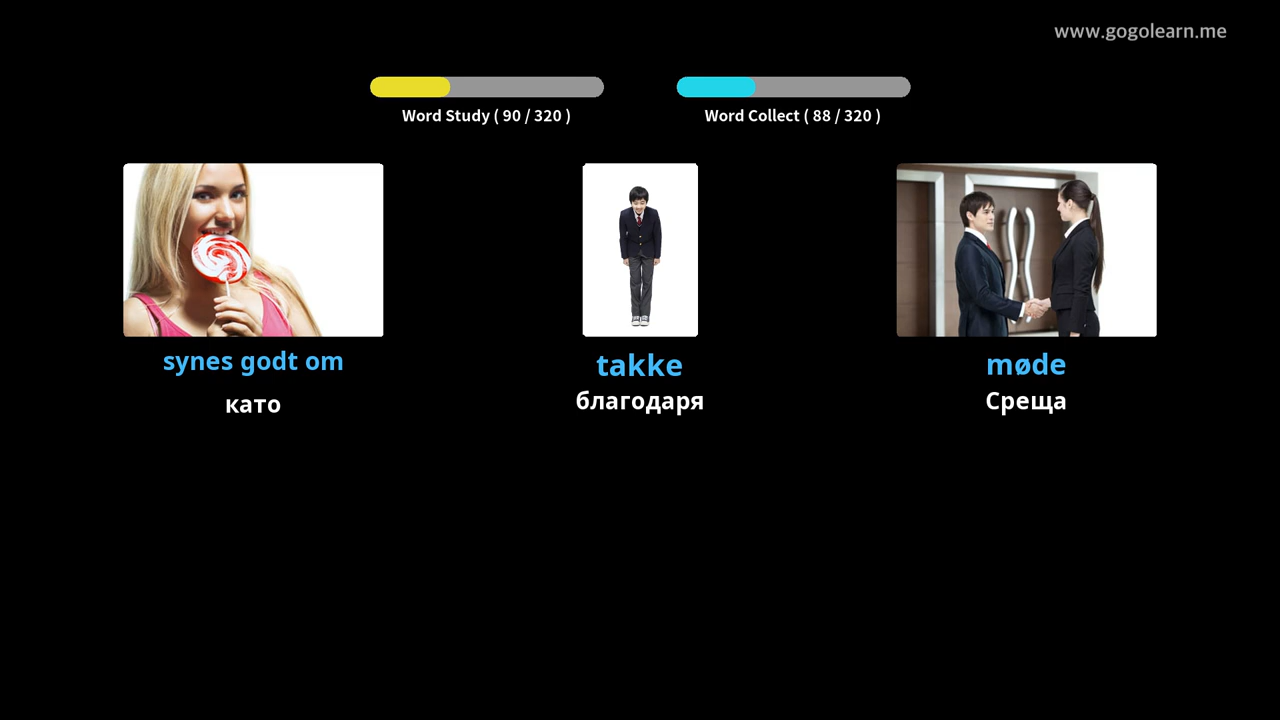 www.gogolearn.me
Word Study ( 90 / 320 )
Word Collect ( 88 / 320 )
synes godt om
takke
møde
като
благодаря
Среща